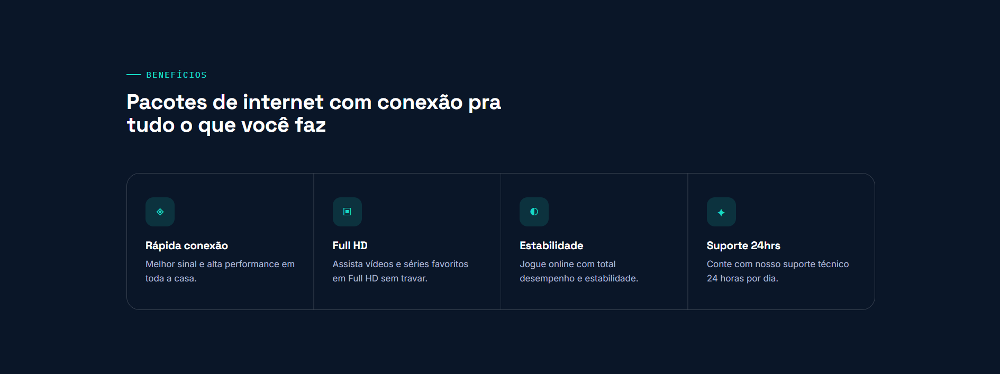 BENEFÍCIOS
Pacotes de internet com conexão pra
tudo o que você faz
Rápida conexão
Melhor sinal e alta performance em
toda a casa.
Full HD
Assista vídeos e séries favoritos
em Full HD sem travar.
Estabilidade
Jogue online com total
desempenho e estabilidade.
Suporte 24hrs
Conte com nosso suporte técnico
24 horas por dia.